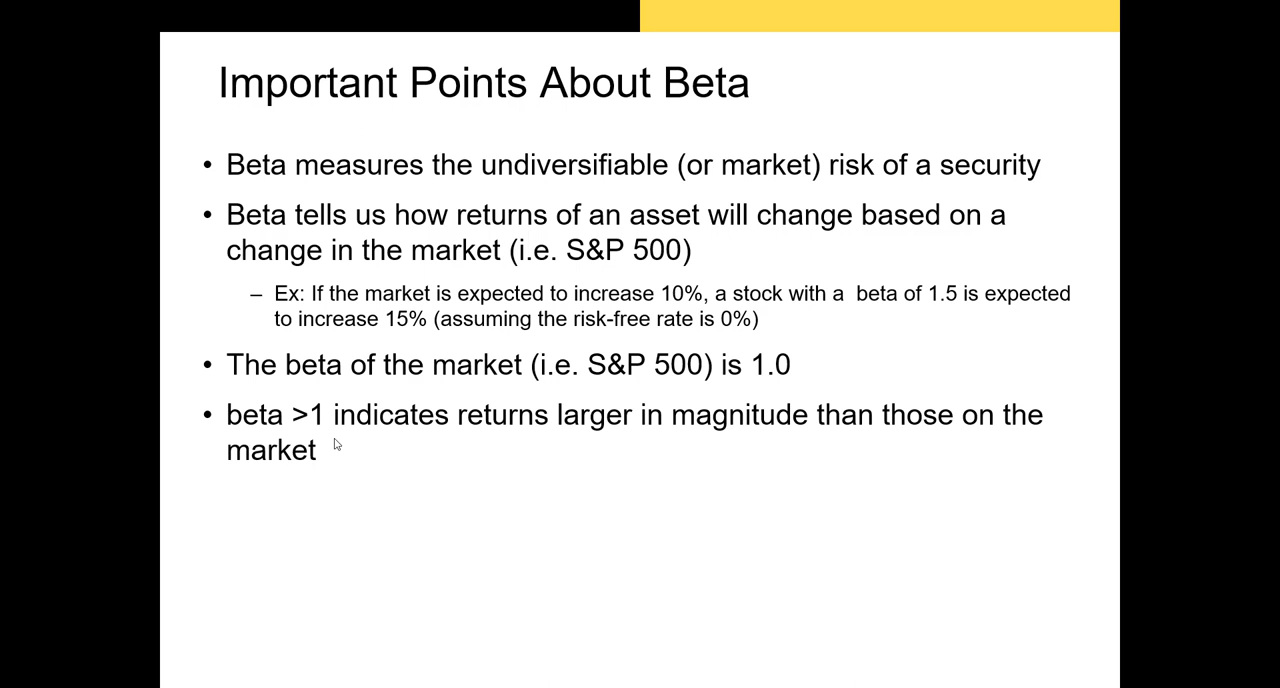 Important Points About Beta
• Beta measures the undiversifiable (or market) risk of a security
• Beta tells us how returns of an asset will change based on a
change in the market (i.e. S&P 500)
– Ex: If the market is expected to increase 10%, a stock with a  beta of 1.5 is expected
to increase 15% (assuming the risk-free rate is 0%)
• The beta of the market (i.e. S&P 500) is 1.0
• beta >1 indicates returns larger in magnitude than those on the
market